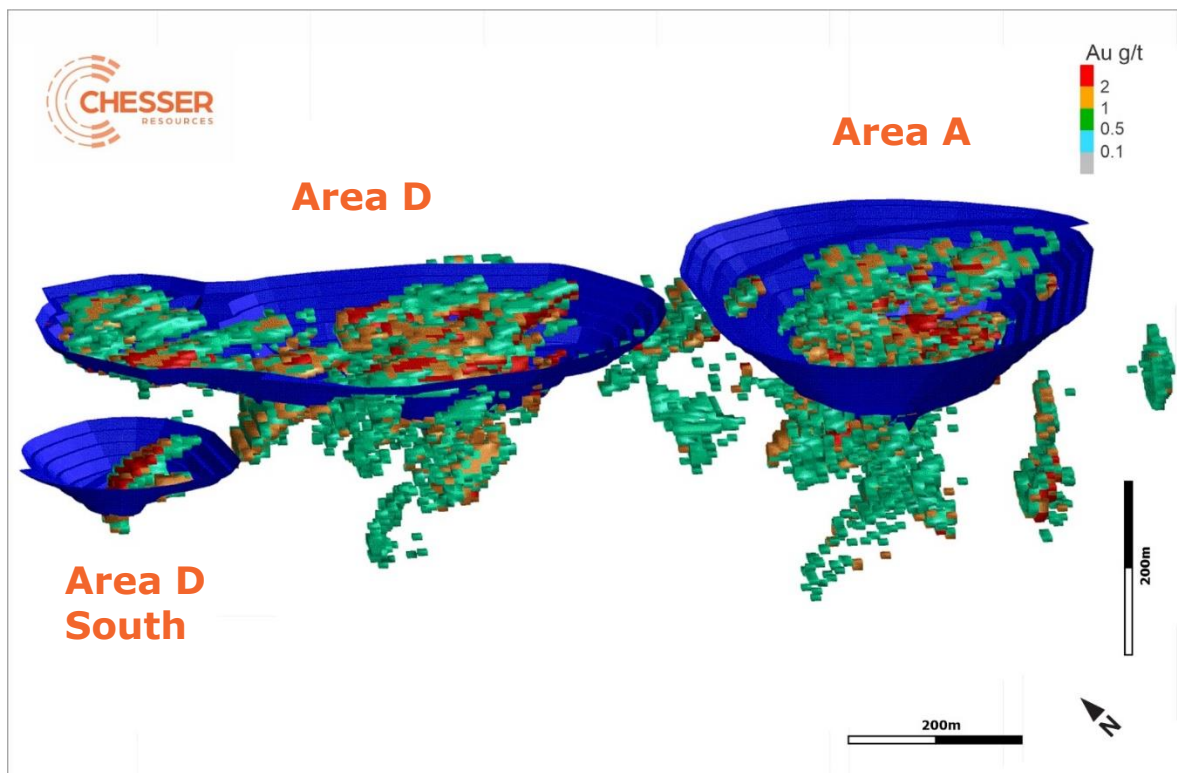 CHESSER
RESOURCES
Au g/t
2
1
0.5
0.1
Area A
Area D
Area D
South
200m
200m
N